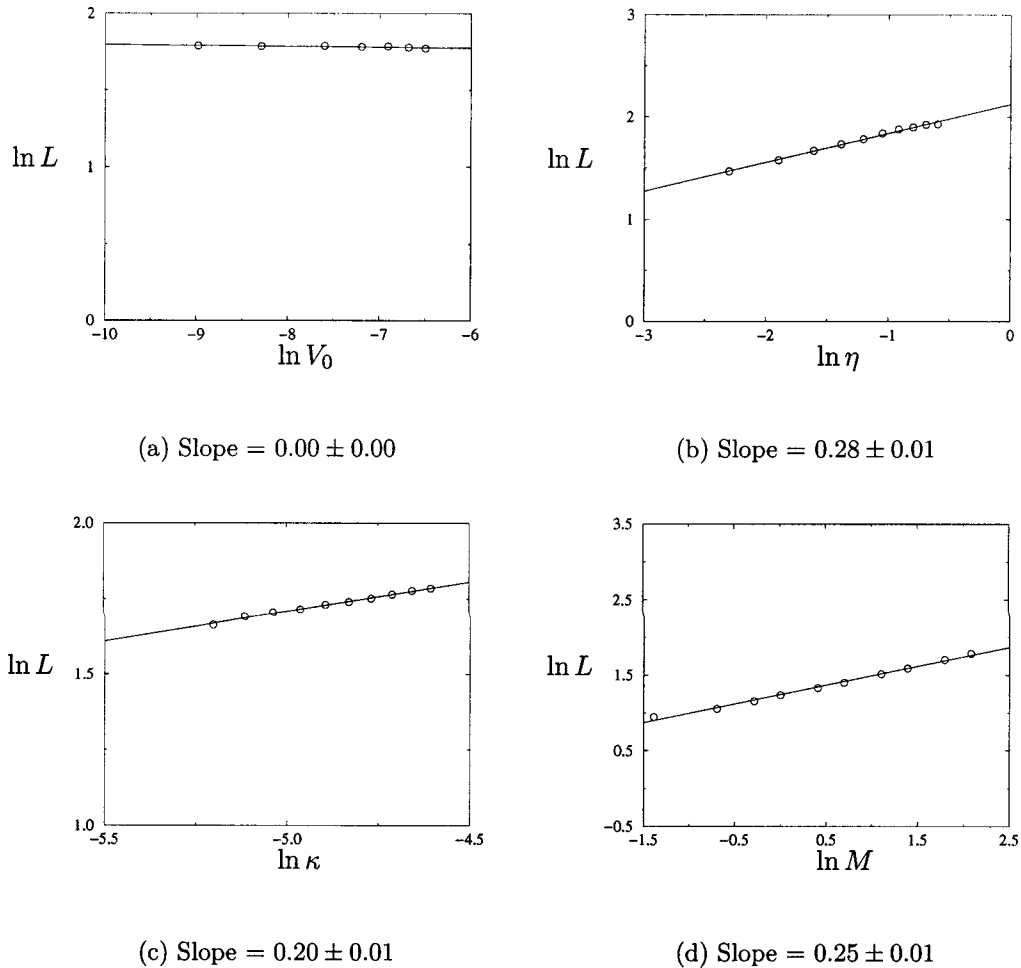 2
1
0
ln L
-10
-9
-8
-7
-6
ln V₀
(a) Slope = 0.00 ± 0.00
3
2
1
0
ln L
-3
-2
-1
0
ln η
(b) Slope = 0.28 ± 0.01
2.0
1.5
1.0
ln L
-5.5
-5.0
-4.5
ln κ
(c) Slope = 0.20 ± 0.01
3.5
2.5
1.5
0.5
-0.5
ln L
-1.5
-0.5
0.5
1.5
2.5
ln M
(d) Slope = 0.25 ± 0.01